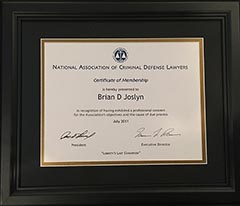 NATIONAL ASSOCIATION OF CRIMINAL DEFENSE LAWYERS
Certificate of Membership
is hereby presented to
Brian D Joslyn
in recognition of having exhibited a professional concern
for the Association's objectives and the cause of due process
July 2011
President
Executive Director
"LIBERTY'S LAST CHAMPION"